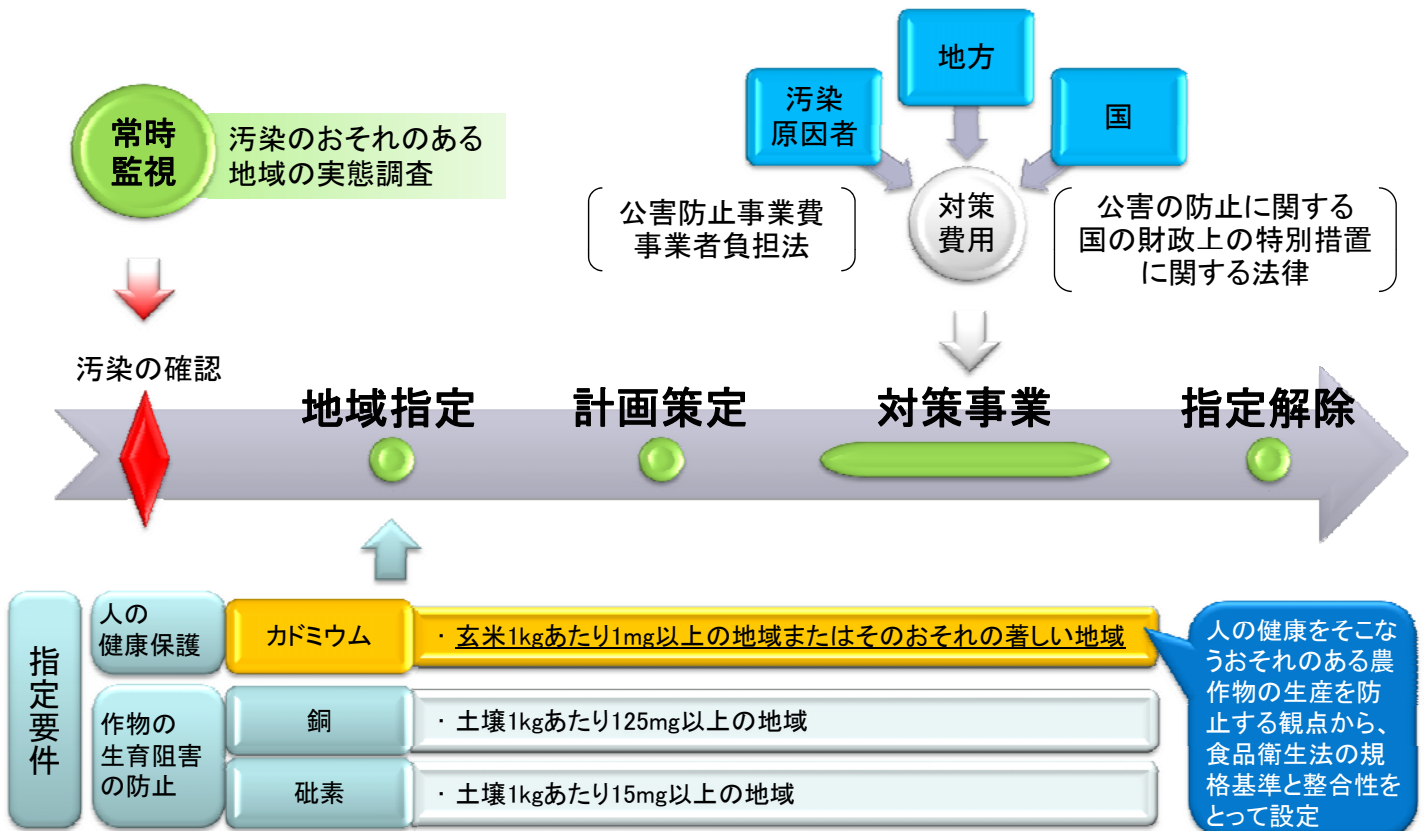 常時
監視
汚染のおそれのある
地域の実態調査
汚染
原因者
地方
国
対策
費用
公害防止事業費
事業者負担法
公害の防止に関する
国の財政上の特別措置
に関する法律
汚染の確認
地域指定
計画策定
対策事業
指定解除
指定要件
人の
健康保護
カドミウム
・玄米1kgあたり1mg以上の地域またはそのおそれの著しい地域
作物の
生育阻害
の防止
銅
・土壌1kgあたり125mg以上の地域
砒素
・土壌1kgあたり15mg以上の地域
人の健康をそこな
うおそれのある農
作物の生産を防
止する観点から、
食品衛生法の規
格基準と整合性を
とって設定